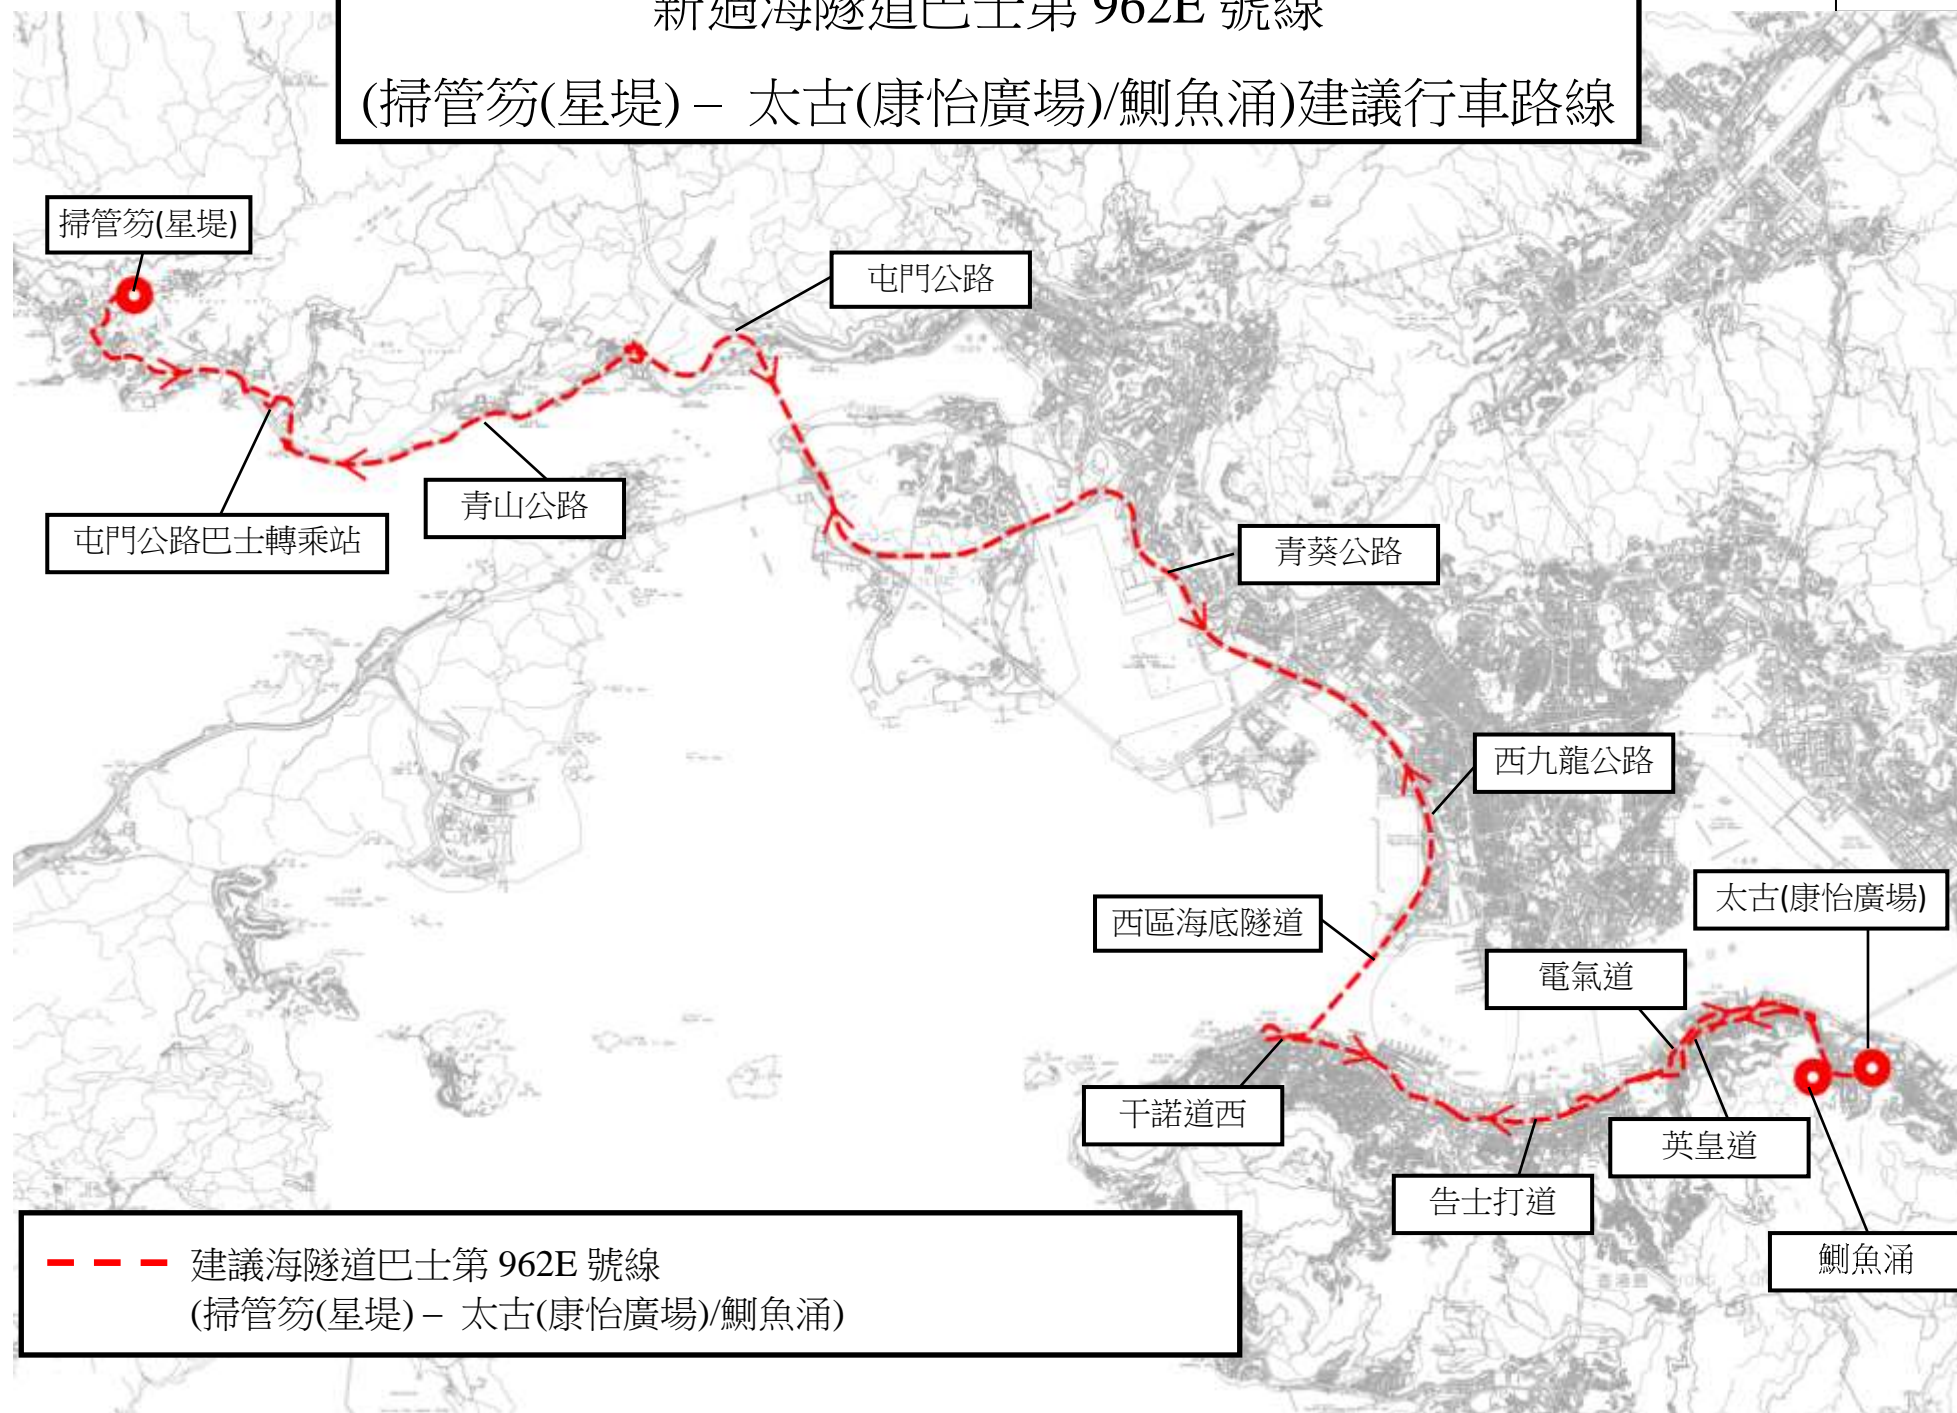 新過海隧道巴士第 962E 號線
(掃管笏(星堤) – 太古(康怡廣場)/鰂魚涌)建議行車路線
掃管笏(星堤)
屯門公路
青山公路
屯門公路巴士轉乘站
青葵公路
西九龍公路
太古(康怡廣場)
西區海底隧道
電氣道
干諾道西
英皇道
告士打道
鰂魚涌
建議海隧道巴士第 962E 號線
(掃管笏(星堤) – 太古(康怡廣場)/鰂魚涌)